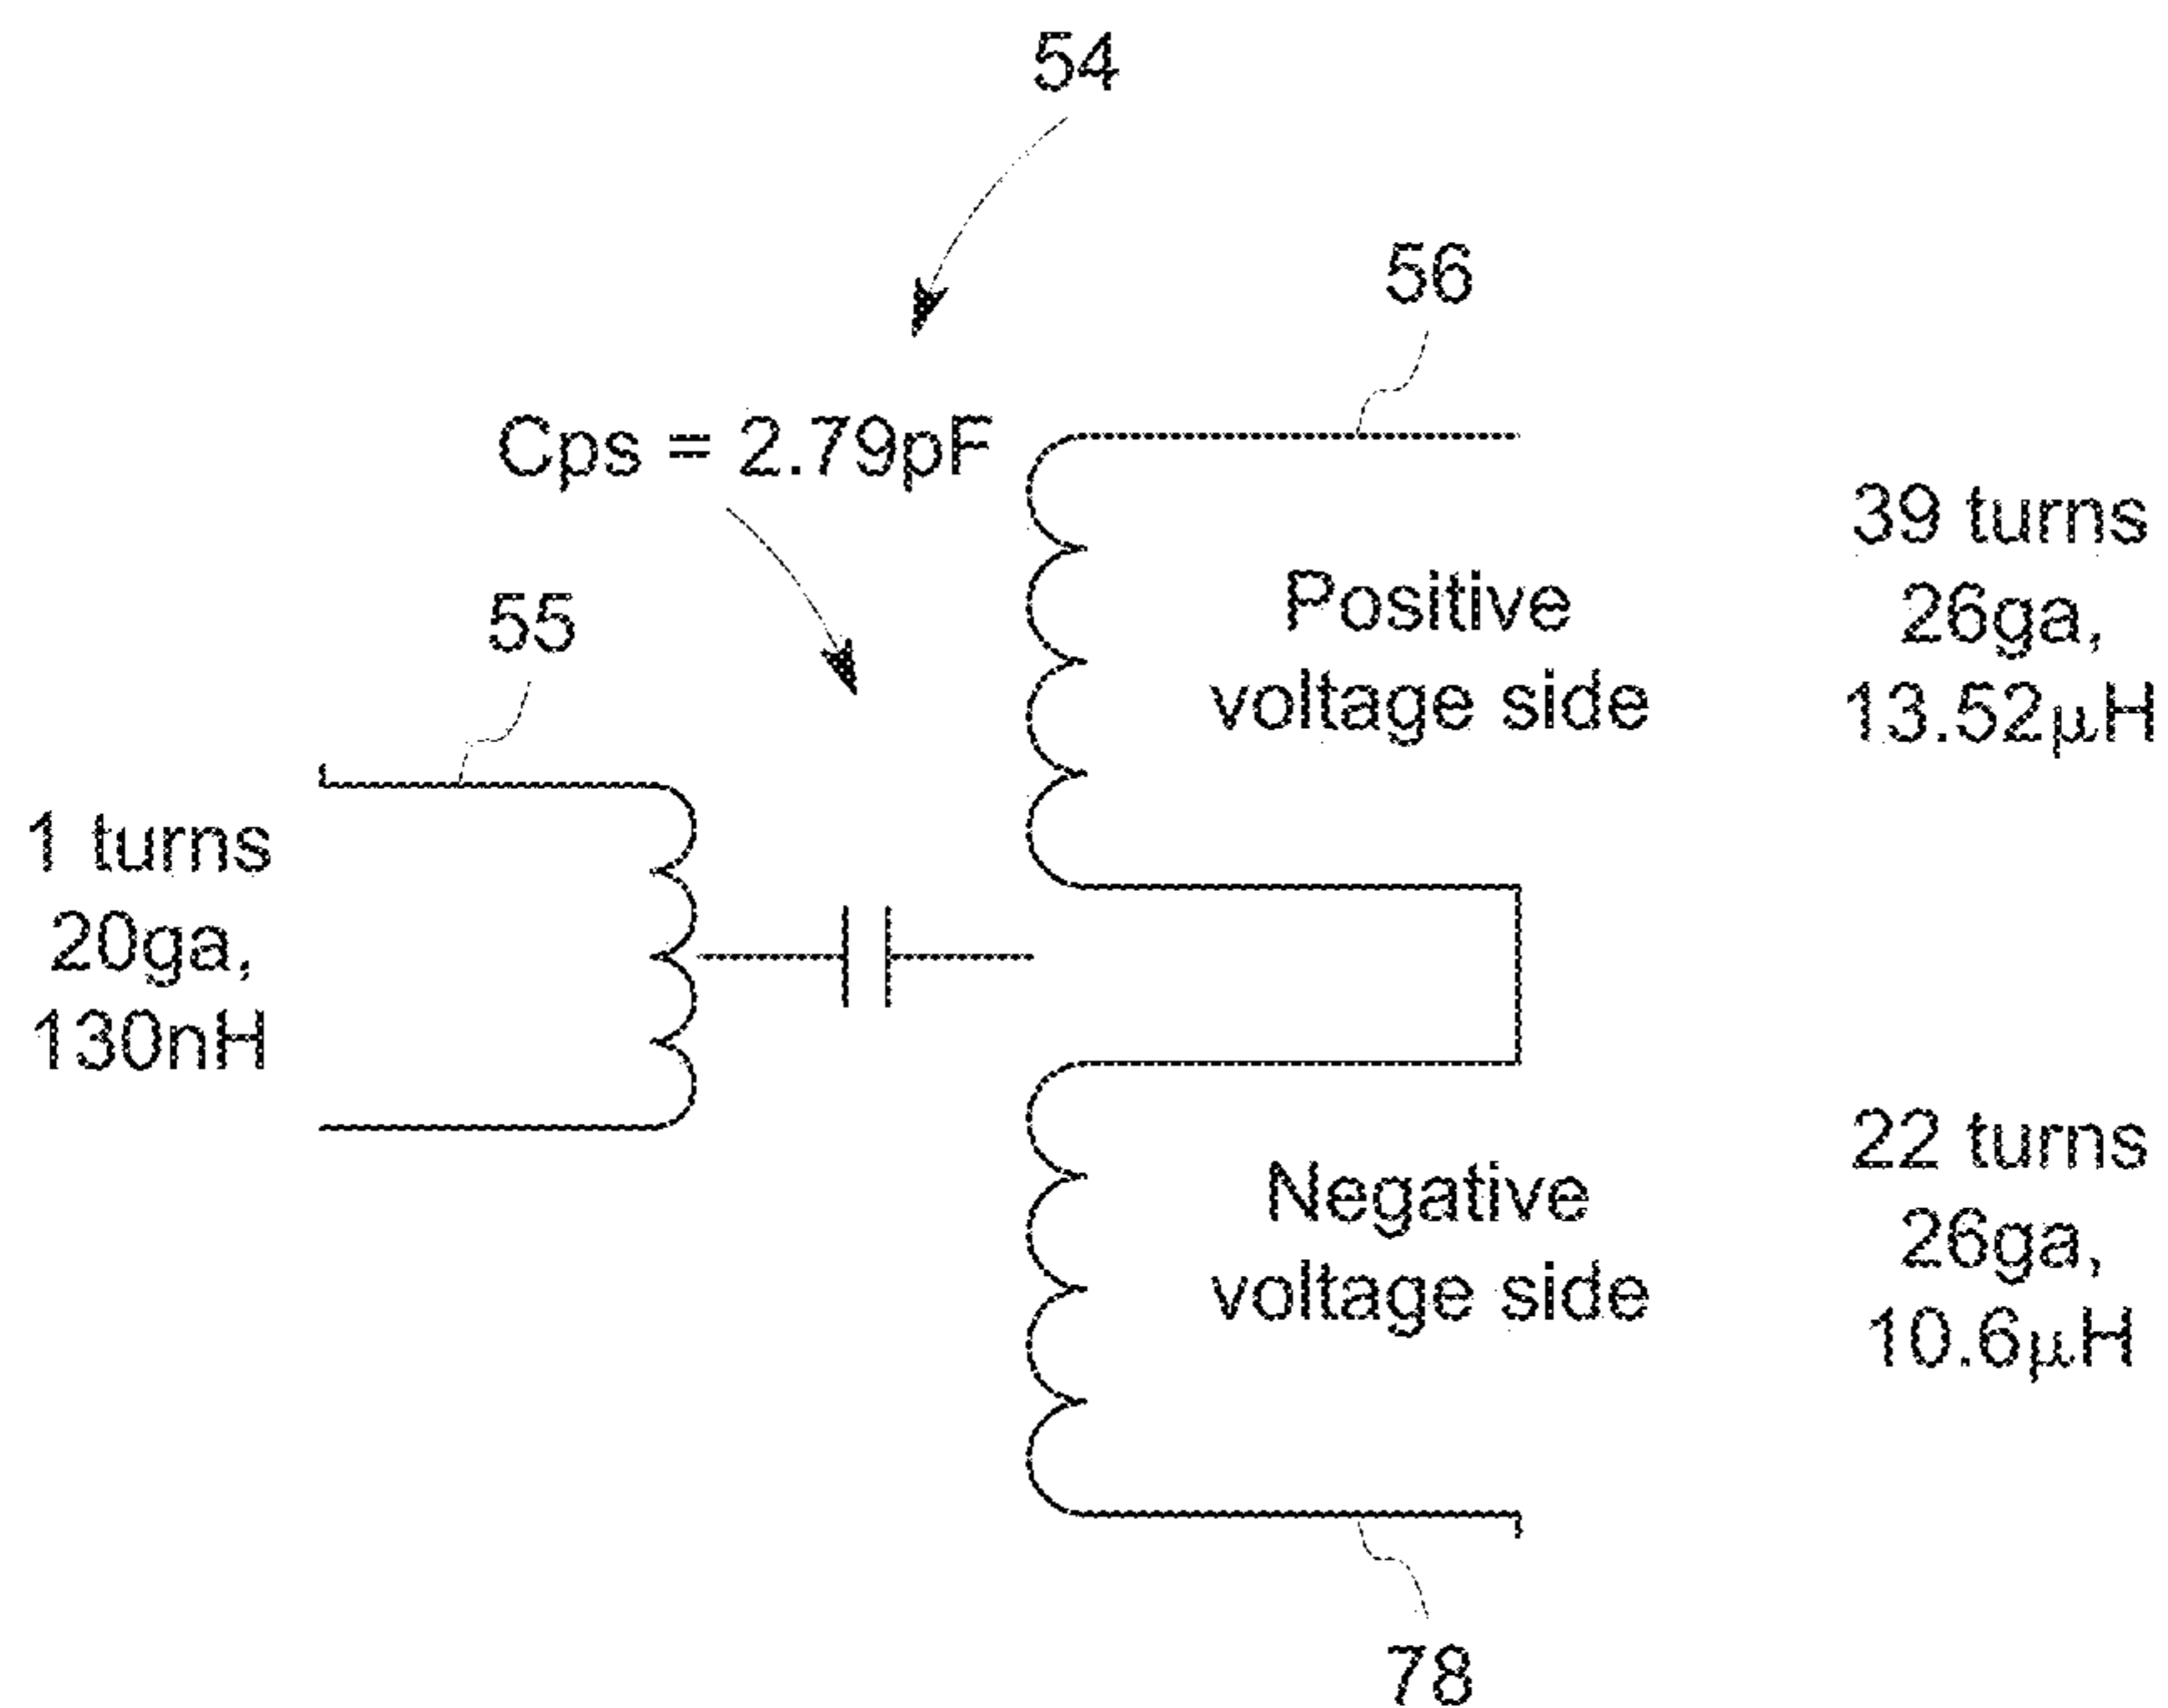 54
56
Cps = 2.79pF
39 turns
26ga,
13.52µH
Positive
voltage side
55
1 turns
20ga,
130nH
22 turns
26ga,
10.6µH
Negative
voltage side
78